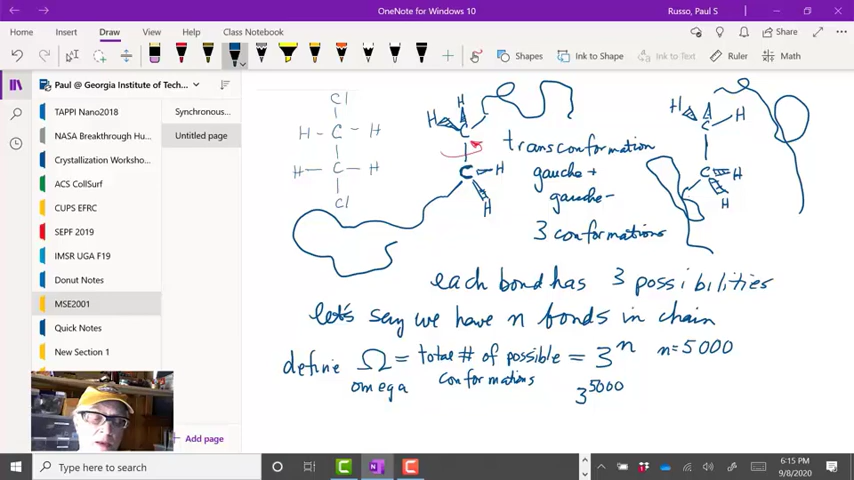 OneNote for Windows 10
Russo, Paul S
Home Insert Draw View Help Class Notebook Share
Shapes Ink to Shape Ink to Text Ruler Math
Paul @ Georgia Institute of Tech...
TAPPI Nano2018
NASA Breakthrough Hu...
Crystallization Worksho...
ACS CollSurf
CUPS EFRC
SEPF 2019
IMSR UGA F19
Donut Notes
MSE2001
Quick Notes
New Section 1
Synchronous...
Untitled page
Add page
Cl
H - C - H
H - C - H
Cl
H
H C
C H
H
transconformation
gauche +
gauche -
3 conformations
H C H
C H
H
each bond has 3 possibilities
let's say we have n bonds in chain
define Ω = total # of possible = 3^n n=5000
omega conformations 3^5000
Type here to search
6:15 PM
9/8/2020